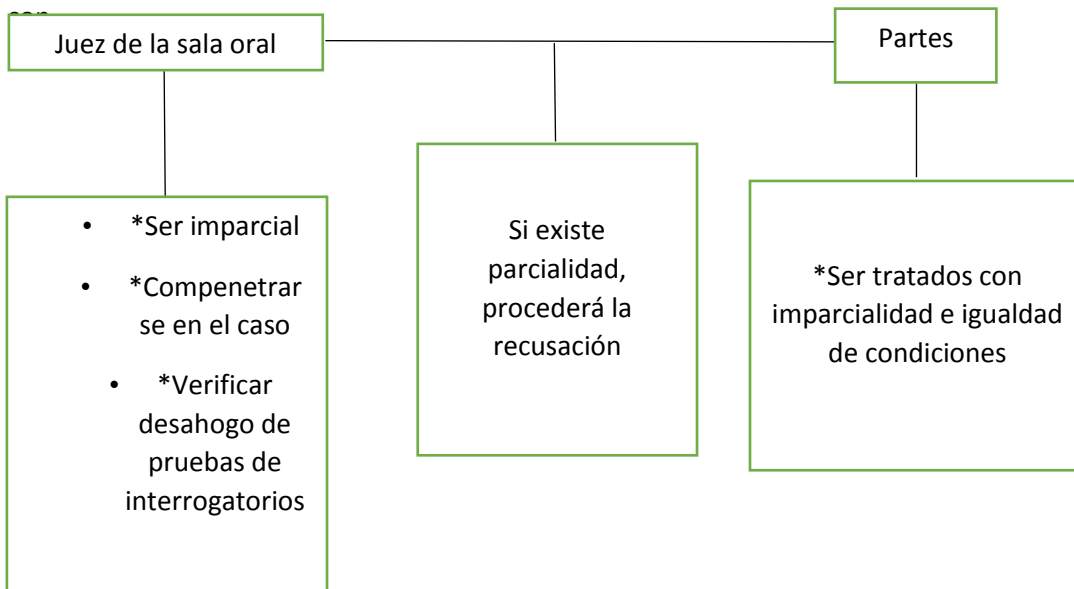 Juez de la sala oral
Partes
• *Ser imparcial
• *Compenetrar
se en el caso
• *Verificar
desahogo de
pruebas de
interrogatorios
Si existe
parcialidad,
procederá la
recusación
*Ser tratados con
imparcialidad e igualdad
de condiciones